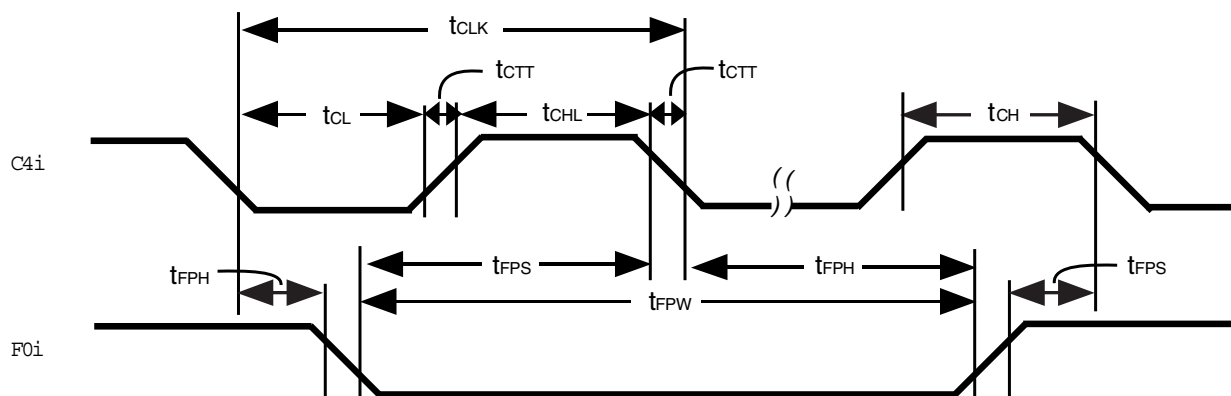 tCLK
tCTT tCTT
tCL tCHL tCH
C4i
tFPH tFPS tFPH tFPS
tFPW
F0i